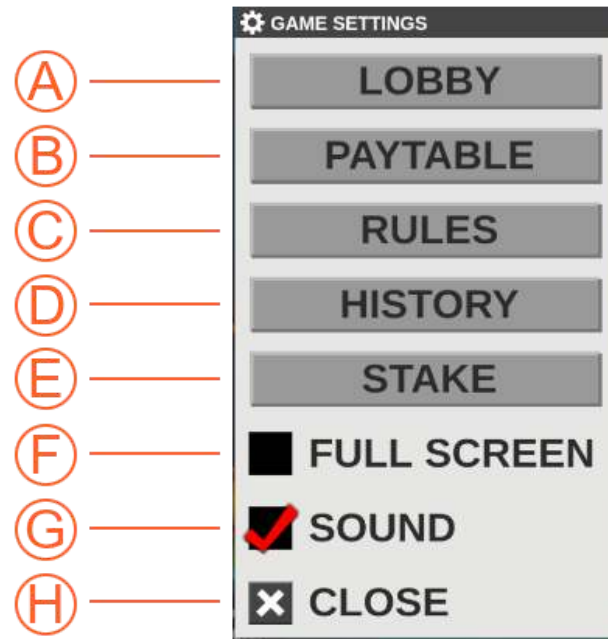 GAME SETTINGS
A LOBBY
B PAYTABLE
C RULES
D HISTORY
E STAKE
F FULL SCREEN
G SOUND
H CLOSE